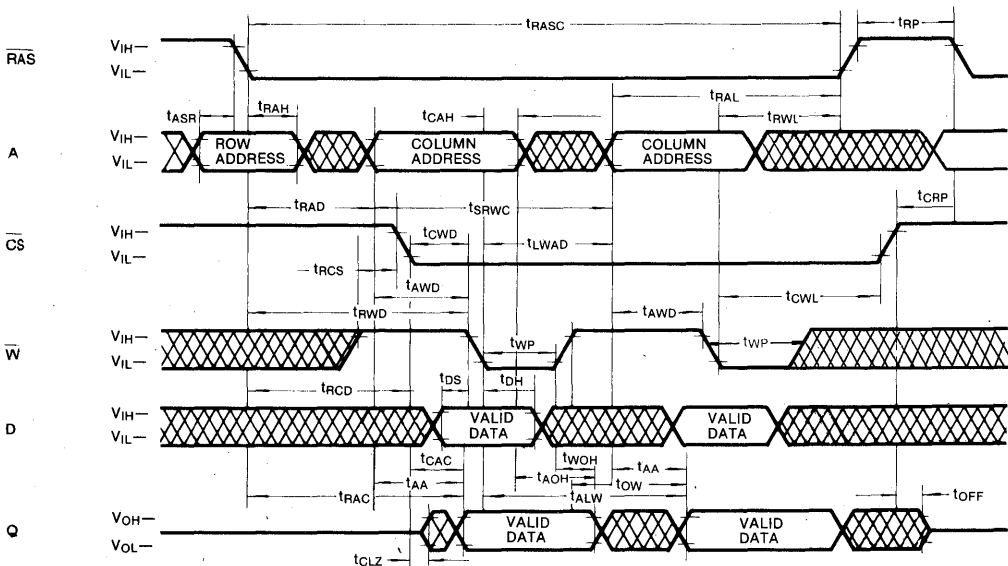 tRASC
tRP
RAS
VIH
VIL
tRAL
tASR
tRAH
tCAH
tRWL
A
VIH
VIL
ROW ADDRESS
COLUMN ADDRESS
COLUMN ADDRESS
tRAD
tSRWC
tCRP
CS
VIH
VIL
tCWD
tLWAD
tRCS
tAWD
tCWL
tRWD
tAWD
W
VIH
VIL
tWP
tWP
tRCD
tDS
tDH
D
VIH
VIL
VALID DATA
VALID DATA
tCAC
tWOH
tAA
tAA
tAOH
tOW
tRAC
tALW
tOFF
Q
VOH
VOL
VALID DATA
VALID DATA
tCLZ